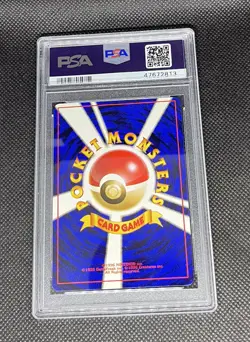 PSA
PSA
47672813
POCKET MONSTERS
CARD GAME